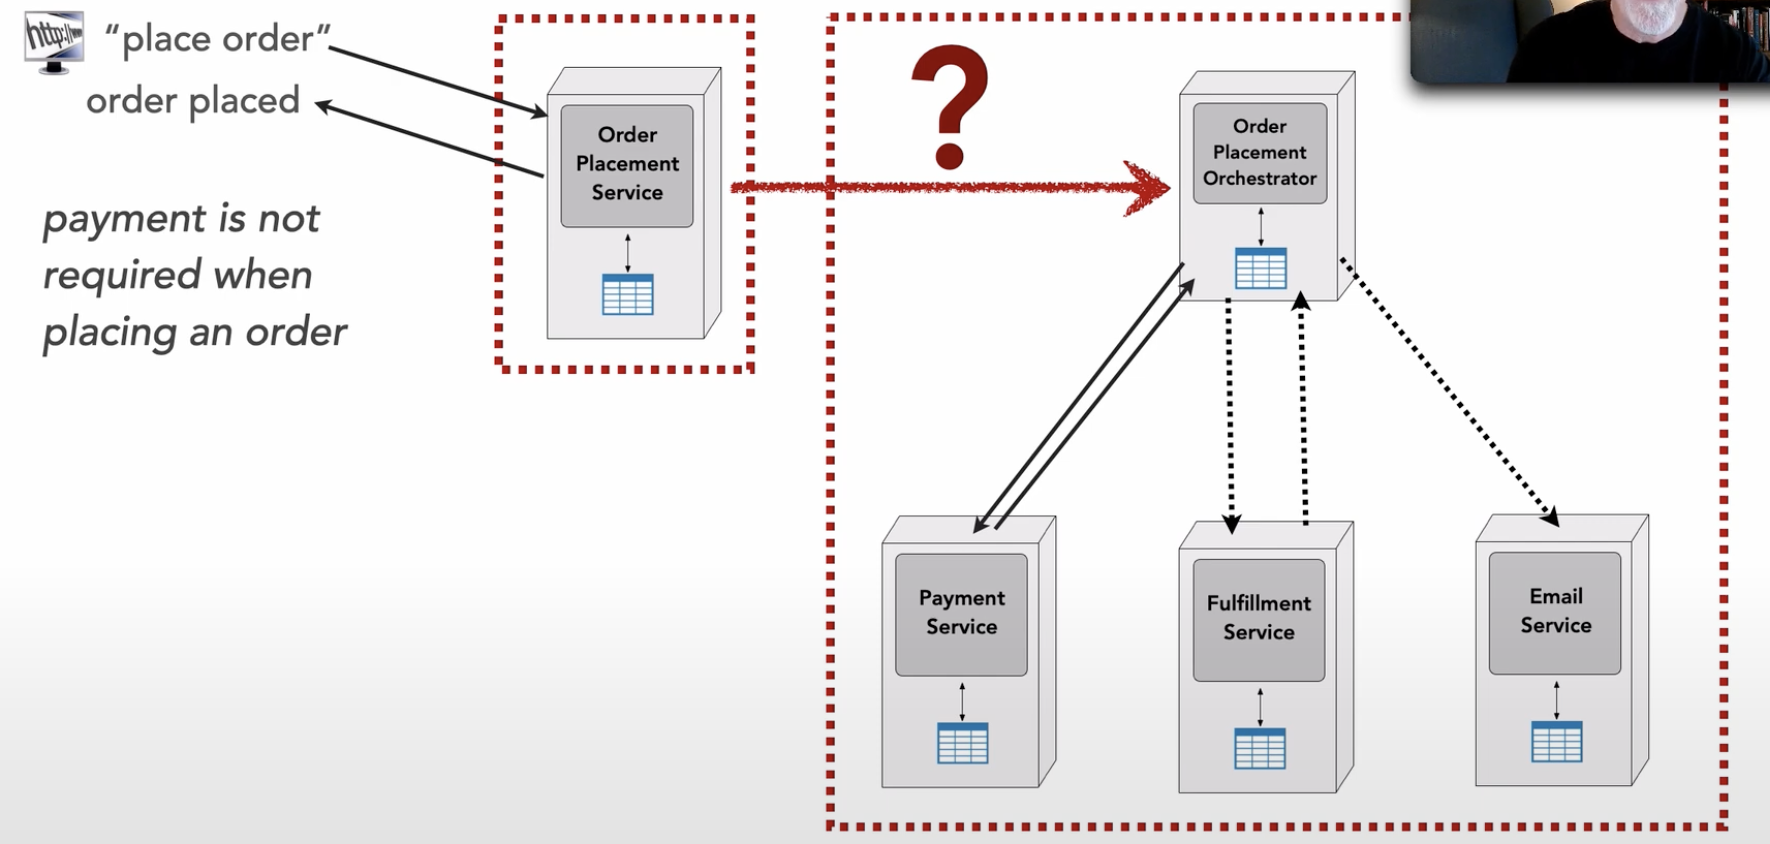 http://www
“place order”
order placed
payment is not
required when
placing an order
Order
Placement
Service
?
Order
Placement
Orchestrator
Payment
Service
Fulfillment
Service
Email
Service